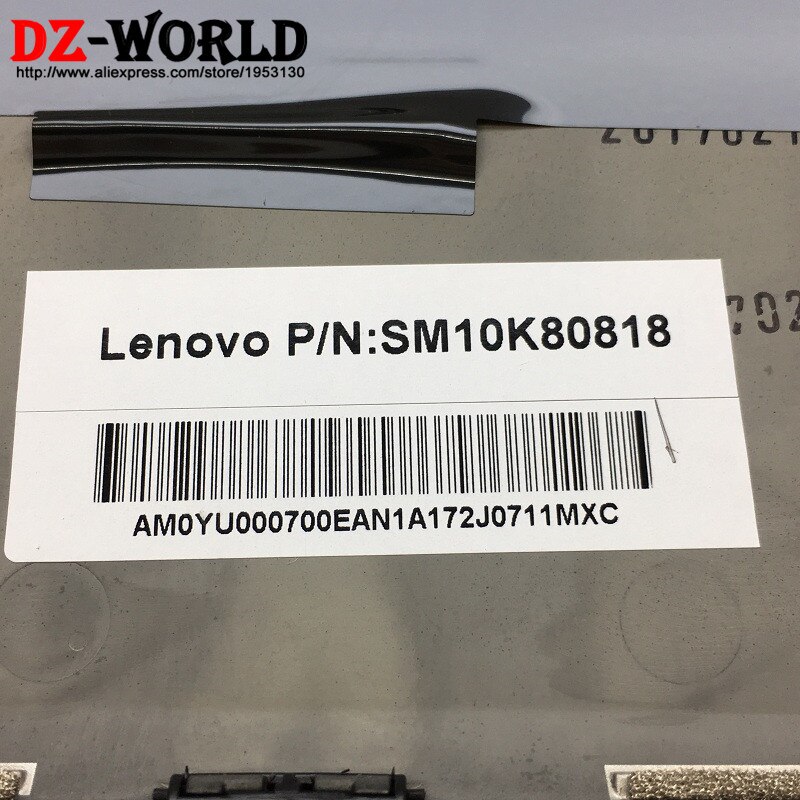 DZ-WORLD
http://www.aliexpress.com/store/1953130
Lenovo P/N:SM10K80818
AM0YU000700EAN1A172J0711MXC